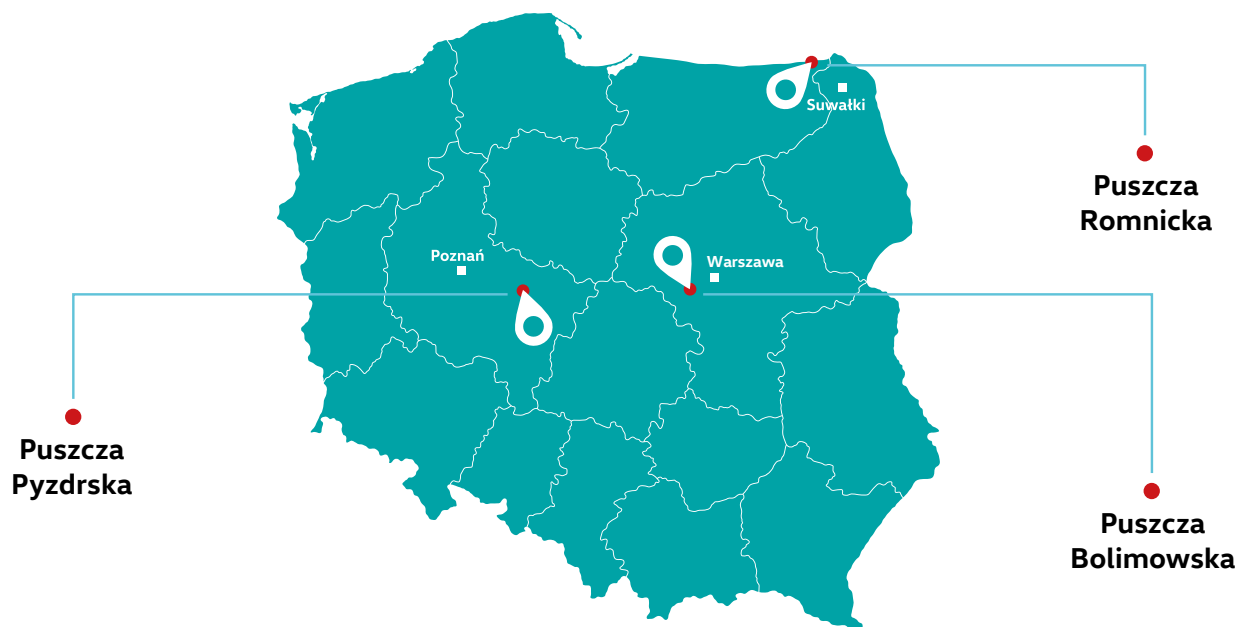 Suwałki
Puszcza
Romnicka
Poznań
Warszawa
Puszcza
Pyzdrska
Puszcza
Bolimowska